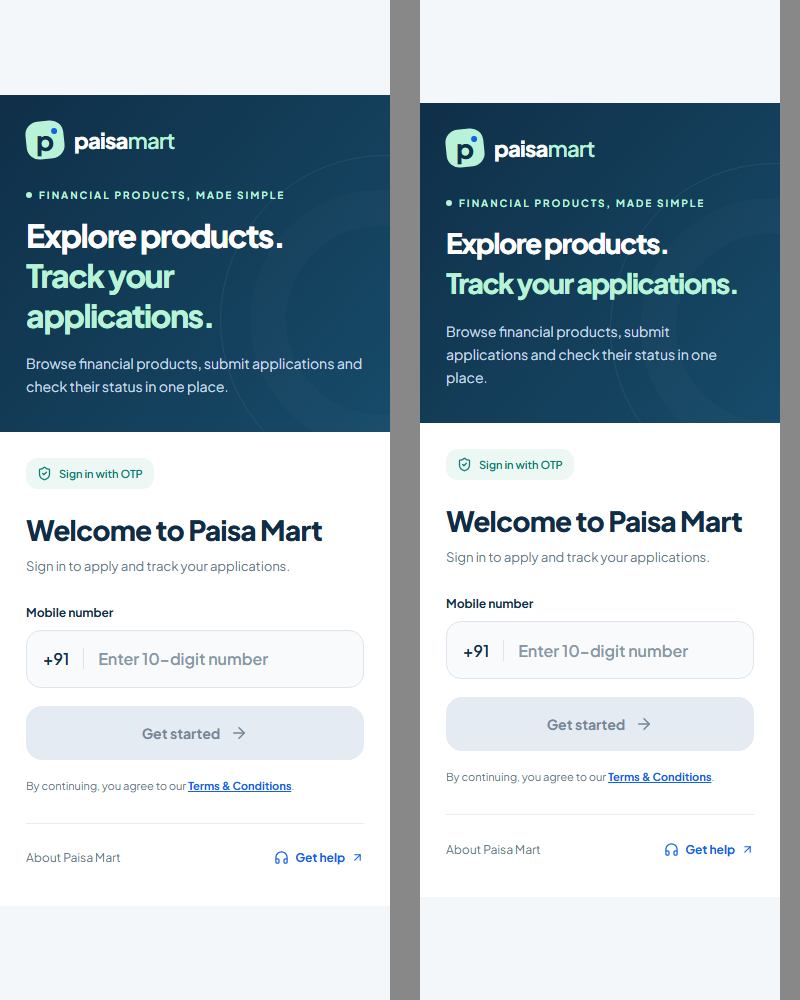 paisamart
FINANCIAL PRODUCTS, MADE SIMPLE
Explore products.
Track your
applications.
Browse financial products, submit applications and
check their status in one place.
Sign in with OTP
Welcome to Paisa Mart
Sign in to apply and track your applications.
Mobile number
+91 Enter 10-digit number
Get started
By continuing, you agree to our Terms & Conditions.
About Paisa Mart Get help
paisamart
FINANCIAL PRODUCTS, MADE SIMPLE
Explore products.
Track your applications.
Browse financial products, submit
applications and check their status in one
place.
Sign in with OTP
Welcome to Paisa Mart
Sign in to apply and track your applications.
Mobile number
+91 Enter 10-digit number
Get started
By continuing, you agree to our Terms & Conditions.
About Paisa Mart Get help